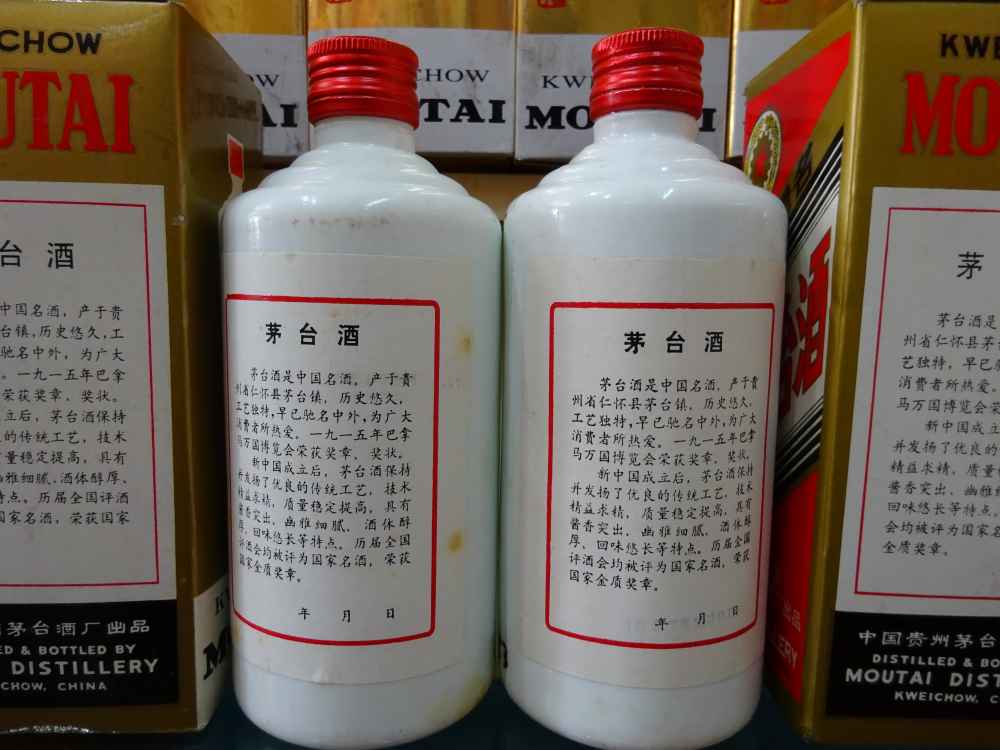 CHOW
MOUTAI
台酒
中国名酒，产于贵
台镇，历史悠久，工
驰名中外，为广大
。一九一五年巴拿
荣获奖章、奖状。
立后，茅台酒保持
的传统工艺，技术
量稳定提高，具有
幽雅细腻、酒体醇厚、
特点。历届全国评酒
国家名酒，荣获国家
茅台酒厂出品
ED & BOTTLED BY
DISTILLERY
CHOW, CHINA
CHOW
TAI
KWE
MOU
茅台酒
茅台酒是中国名酒，产于贵
州省仁怀县茅台镇，历史悠久，
工艺独特，早已驰名中外，为广大
消费者所热爱。一九一五年巴拿
马万国博览会荣获奖章、奖状。
新中国成立后，茅台酒保持
并发扬了优良的传统工艺，技术
精益求精，质量稳定提高，具有
酱香突出，幽雅细腻，酒体醇
厚、回味悠长等特点。历届全国
评酒会均被评为国家名酒，荣获
国家金质奖章。
年 月 日
茅台酒
茅台酒是中国名酒，产于贵
州省仁怀县茅台镇，历史悠久，
工艺独特，早已驰名中外，为广大
消费者所热爱。一九一五年巴拿
马万国博览会荣获奖章、奖状。
新中国成立后，茅台酒保持
并发扬了优良的传统工艺，技术
精益求精，质量稳定提高，具有
酱香突出，幽雅细腻，酒体醇
厚、回味悠长等特点。历届全国
评酒会均被评为国家名酒，荣获
国家金质奖章。
年 月 日
酒
KWE
MO
茅
茅台酒是
州省仁怀县茅
艺独特，早已
消费者所热爱
马万国博览会荣
新中国成
并发扬了优良的
精益求精，质
酱香突出，幽雅
回味悠长等特
会均被评为国
金质奖章。
中国贵州茅台
DISTILLED & BO
MOUTAI DIST
KWEICHOW, C